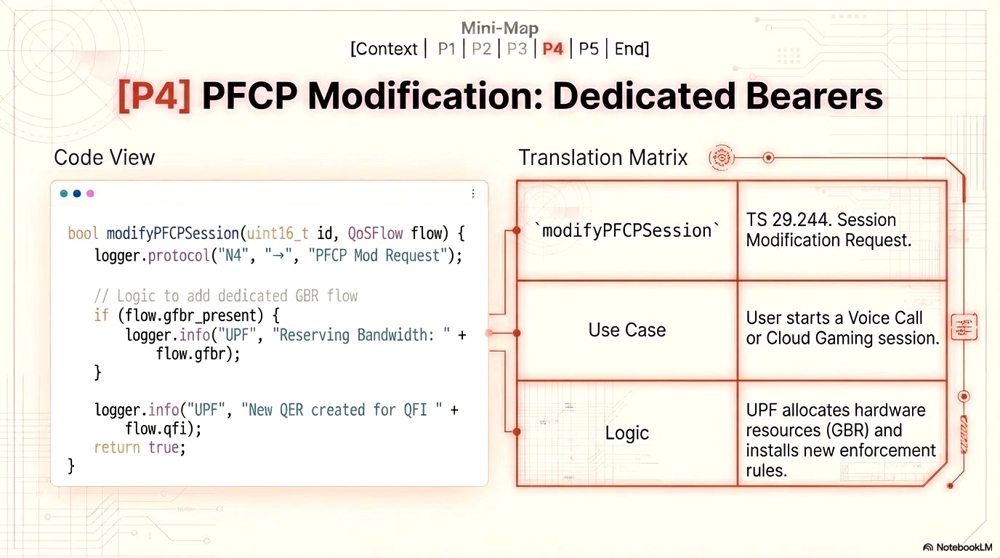 Mini-Map
[Context | P1 | P2 | P3 | P4 | P5 | End]
[P4] PFCP Modification: Dedicated Bearers
Code View
bool modifyPFCPSession(uint16_t id, QoSFlow flow) {
logger.protocol("N4", "→", "PFCP Mod Request");
// Logic to add dedicated GBR flow
if (flow.gfbr_present) {
logger.info("UPF", "Reserving Bandwidth: " +
flow.gfbr);
}
logger.info("UPF", "New QER created for QFI " +
flow.qfi);
return true;
}
Translation Matrix
`modifyPFCPSession`
TS 29.244. Session
Modification Request.
Use Case
User starts a Voice Call
or Cloud Gaming session.
Logic
UPF allocates hardware
resources (GBR) and
installs new enforcement
rules.
NotebookLM